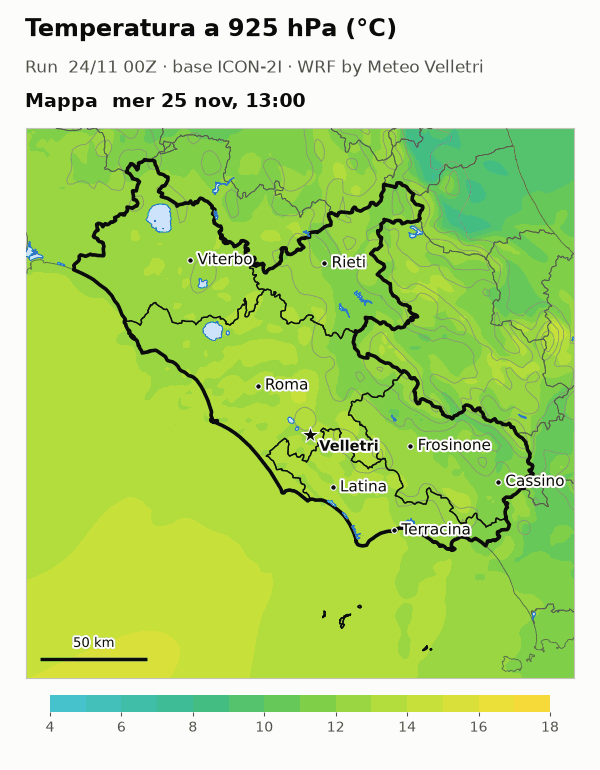 Temperatura a 925 hPa (°C)
Run  24/11 00Z · base ICON-2I · WRF by Meteo Velletri
Mappa  mer 25 nov, 13:00
Viterbo
Rieti
Roma
Velletri
Frosinone
Latina
Cassino
Terracina
50 km
4 6 8 10 12 14 16 18